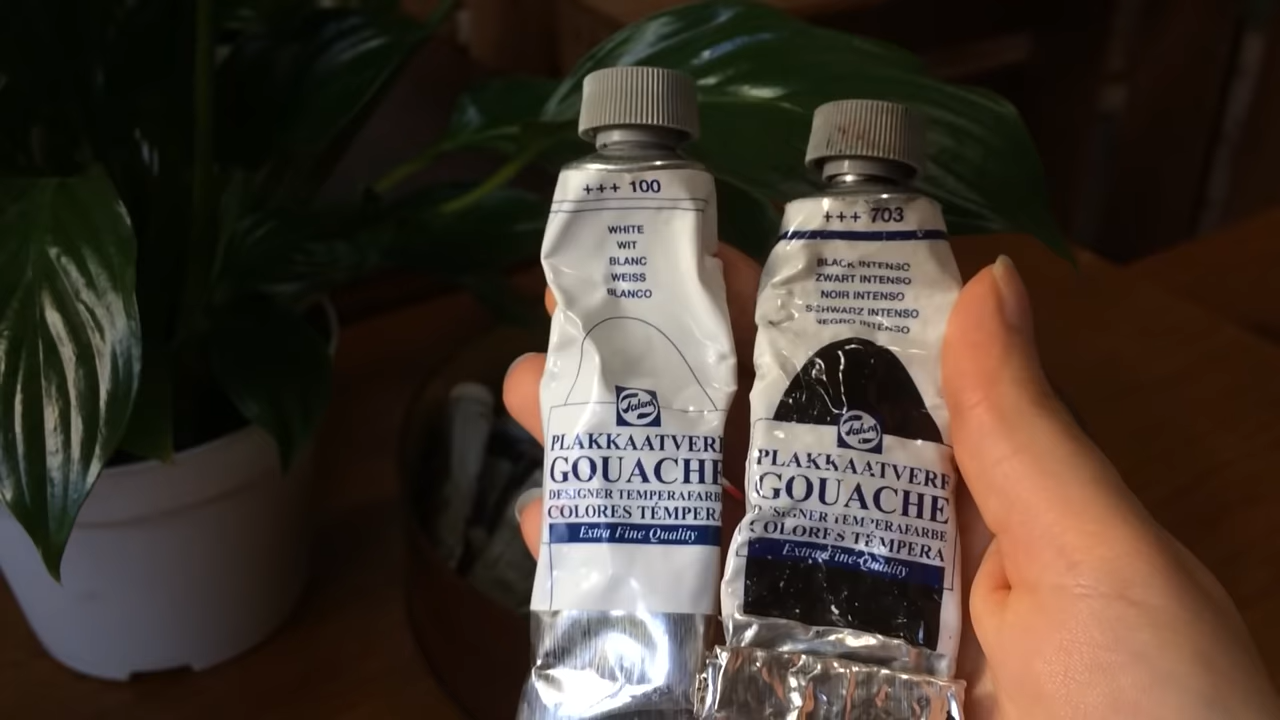 +++ 100
WHITE
WIT
BLANC
WEISS
BLANCO
Talens
PLAKKAATVERF
GOUACHE
DESIGNER TEMPERAFARBE
COLORES TÉMPERA
Extra Fine Quality
+++ 703
BLACK INTENSO
ZWART INTENSO
NOIR INTENSO
SCHWARZ INTENSO
NEGRO INTENSO
Talens
PLAKKAATVERF
GOUACHE
DESIGNER TEMPERAFARBE
COLORES TÉMPERA
Extra Fine Quality